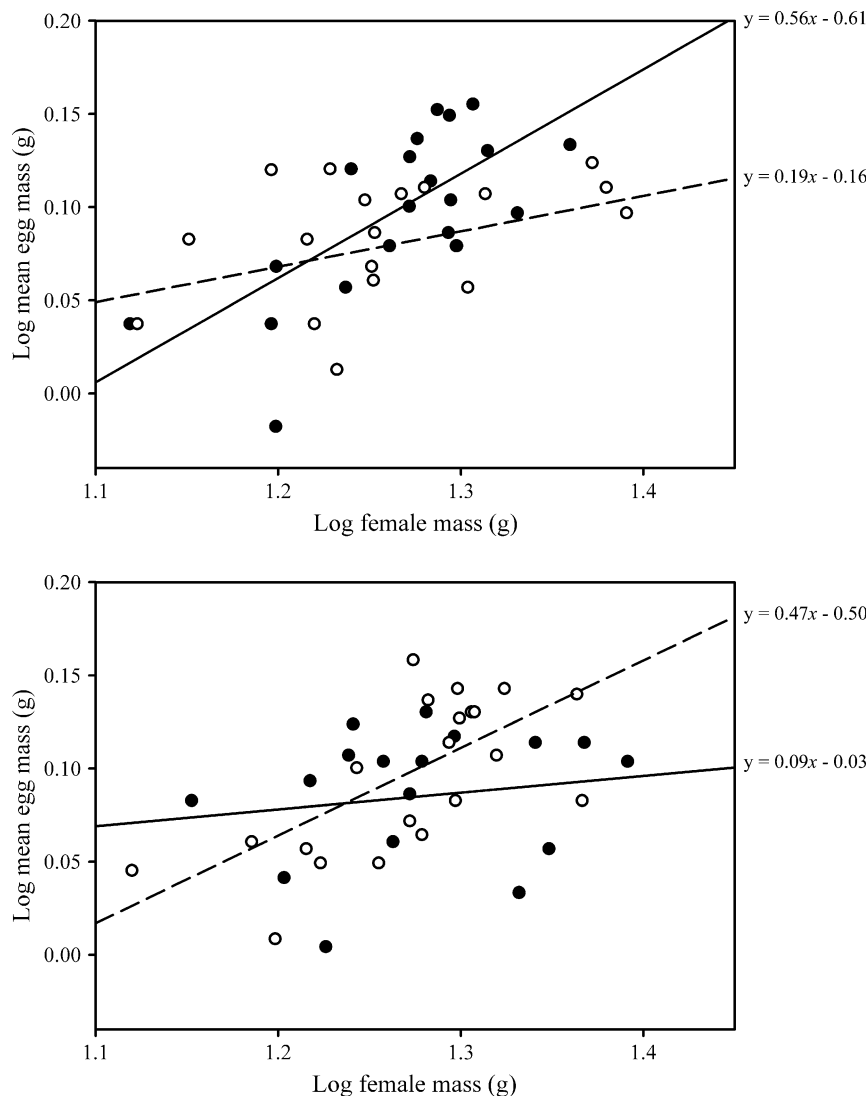 0.20
y = 0.56x - 0.61
0.15
y = 0.19x - 0.16
0.10
0.05
0.00
Log mean egg mass (g)
1.1 1.2 1.3 1.4
Log female mass (g)
0.20
y = 0.47x - 0.50
0.15
0.10
y = 0.09x - 0.03
0.05
0.00
Log mean egg mass (g)
1.1 1.2 1.3 1.4
Log female mass (g)